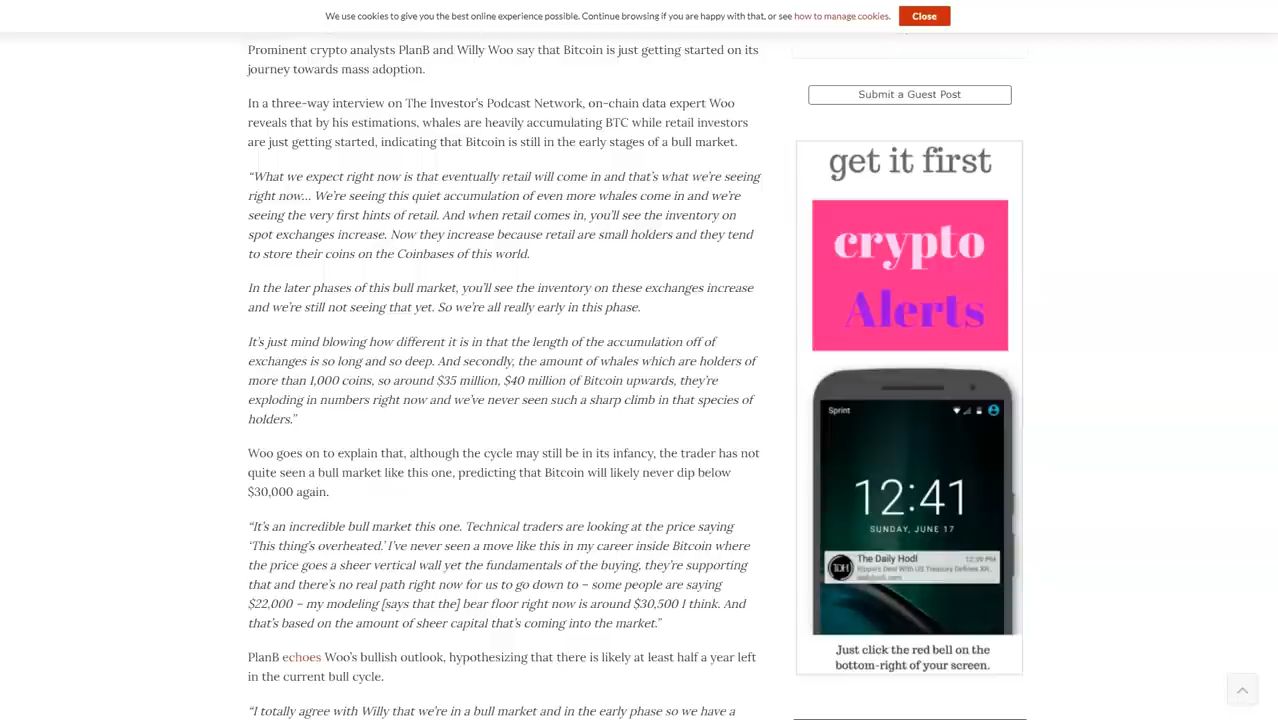 We use cookies to give you the best online experience possible. Continue browsing if you are happy with that, or see how to manage cookies.
Close
Prominent crypto analysts PlanB and Willy Woo say that Bitcoin is just getting started on its
journey towards mass adoption.
In a three-way interview on The Investor’s Podcast Network, on-chain data expert Woo
reveals that by his estimations, whales are heavily accumulating BTC while retail investors
are just getting started, indicating that Bitcoin is still in the early stages of a bull market.
“What we expect right now is that eventually retail will come in and that’s what we’re seeing
right now… We’re seeing this quiet accumulation of even more whales come in and we’re
seeing the very first hints of retail. And when retail comes in, you’ll see the inventory on
spot exchanges increase. Now they increase because retail are small holders and they tend
to store their coins on the Coinbases of this world.
In the later phases of this bull market, you’ll see the inventory on these exchanges increase
and we’re still not seeing that yet. So we’re all really early in this phase.
It’s just mind blowing how different it is in that the length of the accumulation off of
exchanges is so long and so deep. And secondly, the amount of whales which are holders of
more than 1,000 coins, so around $35 million, $40 million of Bitcoin upwards, they’re
exploding in numbers right now and we’ve never seen such a sharp climb in that species of
holders.”
Woo goes on to explain that, although the cycle may still be in its infancy, the trader has not
quite seen a bull market like this one, predicting that Bitcoin will likely never dip below
$30,000 again.
“It’s an incredible bull market this one. Technical traders are looking at the price saying
‘This thing’s overheated.’ I’ve never seen a move like this in my career inside Bitcoin where
the price goes a sheer vertical wall yet the fundamentals of the buying, they’re supporting
that and there’s no real path right now for us to go down to – some people are saying
$22,000 – my modeling [says that the] bear floor right now is around $30,500 I think. And
that’s based on the amount of sheer capital that’s coming into the market.”
PlanB echoes Woo’s bullish outlook, hypothesizing that there is likely at least half a year left
in the current bull cycle.
“I totally agree with Willy that we’re in a bull market and in the early phase so we have a
Submit a Guest Post
get it first
crypto
Alerts
Sprint
12:41
SUNDAY, JUNE 17
TDH
The Daily Hodl
12:39 PM
Ripple's Deal With US Treasury Defines XR..
dailyhodl.com
Just click the red bell on the
bottom-right of your screen.